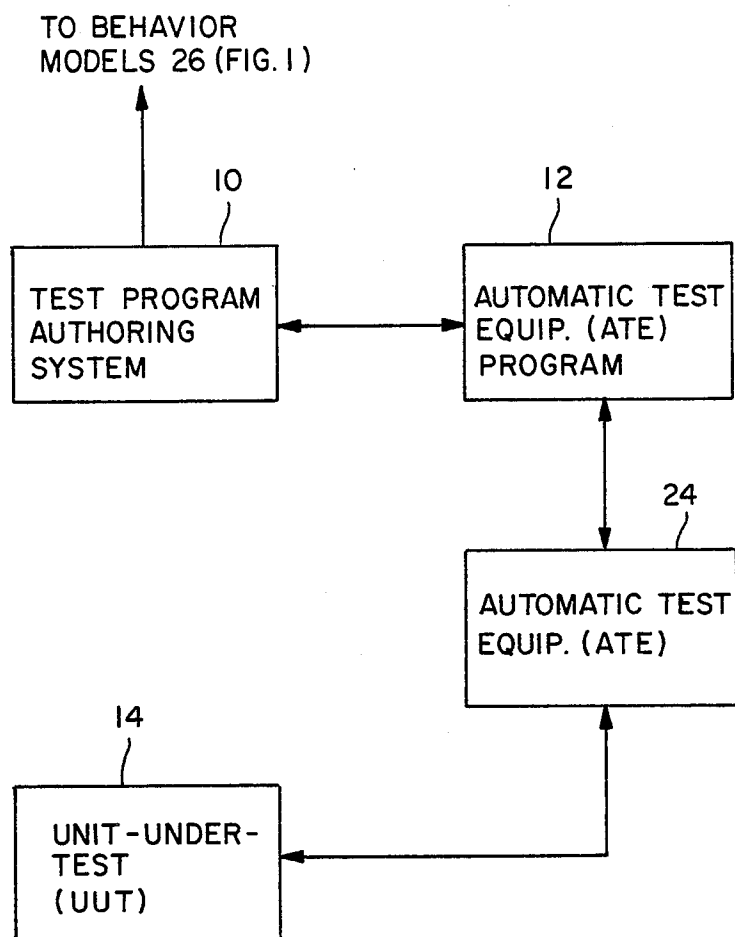 TO BEHAVIOR
MODELS 26 (FIG. 1)
10
12
TEST PROGRAM
AUTHORING
SYSTEM
AUTOMATIC TEST
EQUIP. (ATE)
PROGRAM
24
AUTOMATIC TEST
EQUIP. (ATE)
14
UNIT-UNDER-
TEST
(UUT)